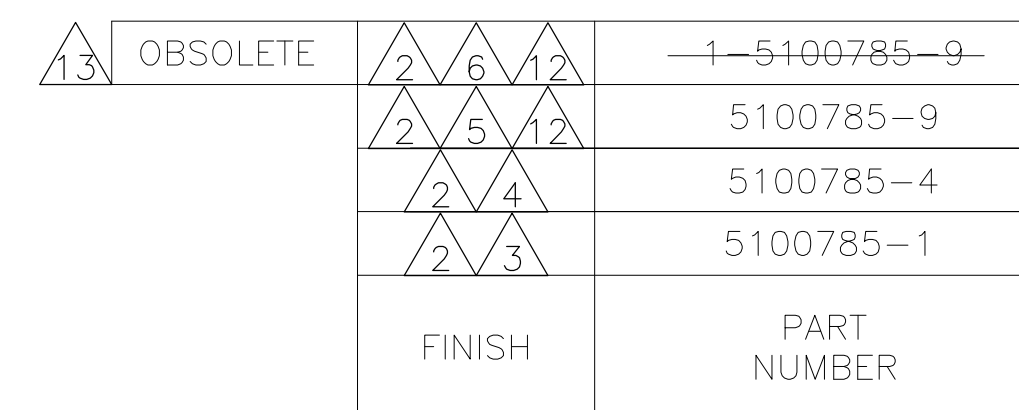 13 OBSOLETE 2 6 12 1-5100785-9
2 5 12 5100785-9
2 4 5100785-4
2 3 5100785-1
FINISH PART
NUMBER